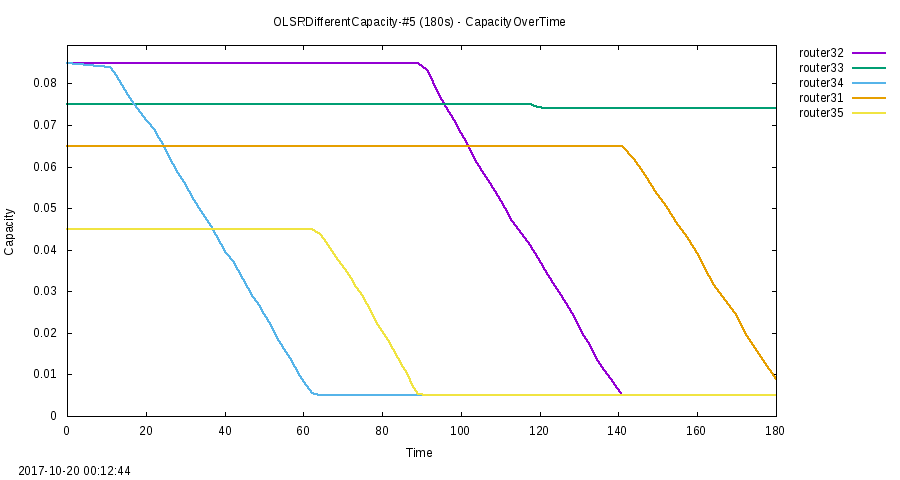 OLSRDifferentCapacity-#5 (180s) - CapacityOverTime
router32
router33
router34
router31
router35
0.08
0.07
0.06
0.05
0.04
0.03
0.02
0.01
0
Capacity
0 20 40 60 80 100 120 140 160 180
Time
2017-10-20 00:12:44